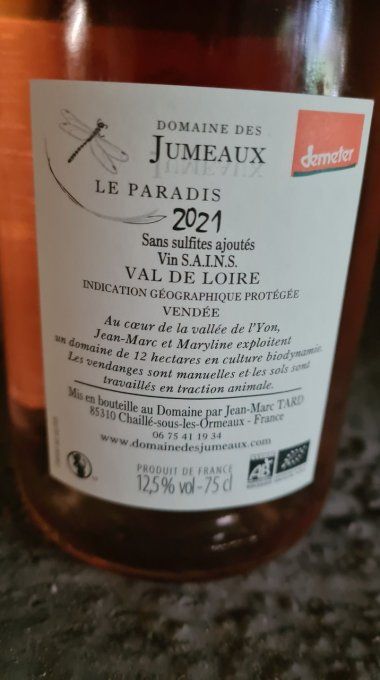 DOMAINE DES
JUMEAUX
demeter
LE PARADIS
2021
Sans sulfites ajoutés
Vin S.A.I.N.S.
VAL DE LOIRE
INDICATION GÉOGRAPHIQUE PROTÉGÉE
VENDÉE
Au cœur de la vallée de l'Yon,
Jean-Marc et Maryline exploitent
un domaine de 12 hectares en culture biodynamie.
Les vendanges sont manuelles et les sols sont
travaillés en traction animale.
Mis en bouteille au Domaine par Jean-Marc TARD
85310 Chaillé-sous-les-Ormeaux - France
06 75 41 19 34
www.domainedesjumeaux.com
PRODUIT DE FRANCE
12,5% vol - 75 cl
AB